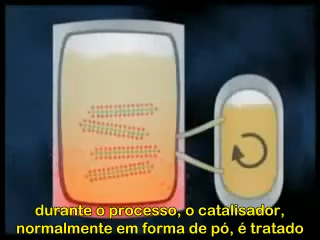 durante o processo, o catalisador,
normalmente em forma de pó, é tratado